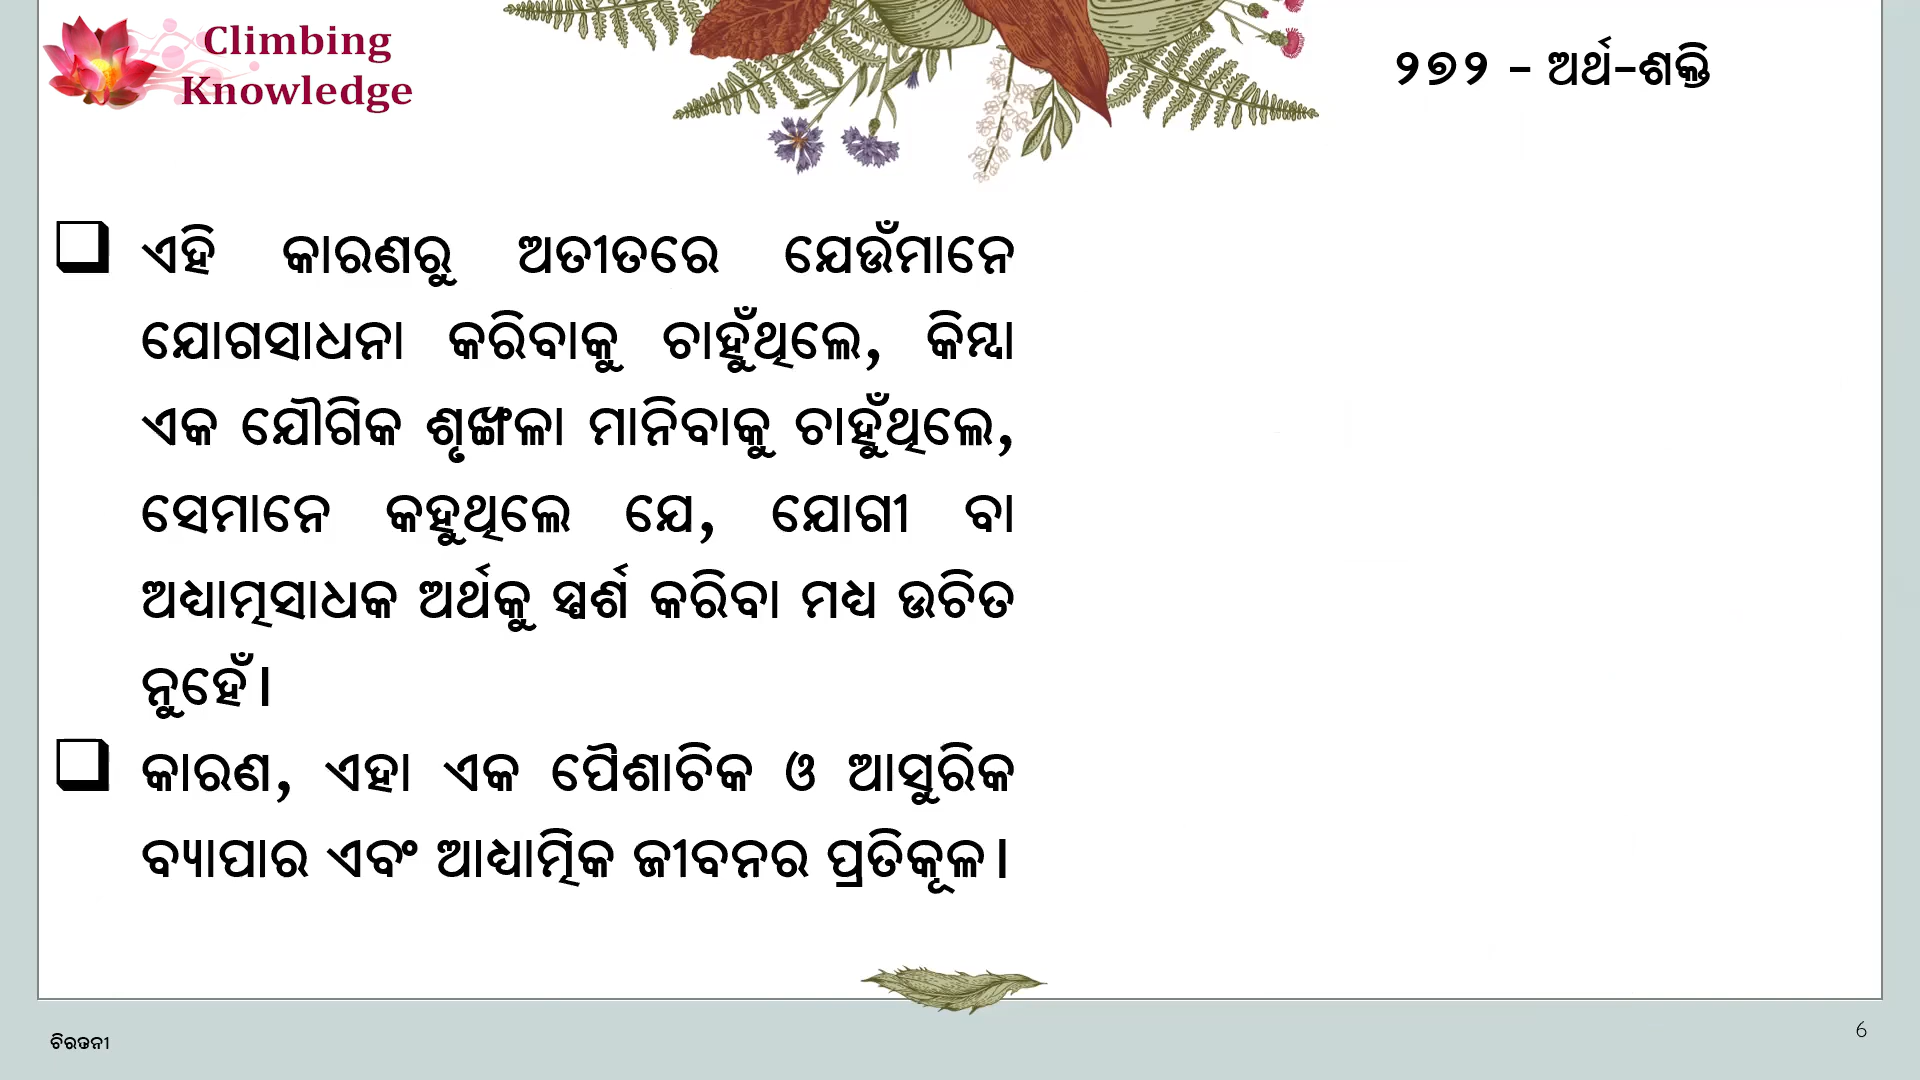 Climbing
Knowledge
୨୭୨ – ଅର୍ଥ-ଶକ୍ତି
ଏହି କାରଣରୁ ଅତୀତରେ ଯେଉଁମାନେ
ଯୋଗସାଧନା କରିବାକୁ ଚାହୁଁଥିଲେ, କିମ୍ବା
ଏକ ଯୌଗିକ ଶୃଙ୍ଖଳା ମାନିବାକୁ ଚାହୁଁଥିଲେ,
ସେମାନେ କହୁଥିଲେ ଯେ, ଯୋଗୀ ବା
ଅଧ୍ୟାତ୍ମସାଧକ ଅର୍ଥକୁ ସ୍ପର୍ଶ କରିବା ମଧ୍ୟ ଉଚିତ
ନୁହେଁ।
କାରଣ, ଏହା ଏକ ପୈଶାଚିକ ଓ ଆସୁରିକ
ବ୍ୟାପାର ଏବଂ ଆଧ୍ୟାତ୍ମିକ ଜୀବନର ପ୍ରତିକୂଳ।
ଚିରନ୍ତନୀ
6